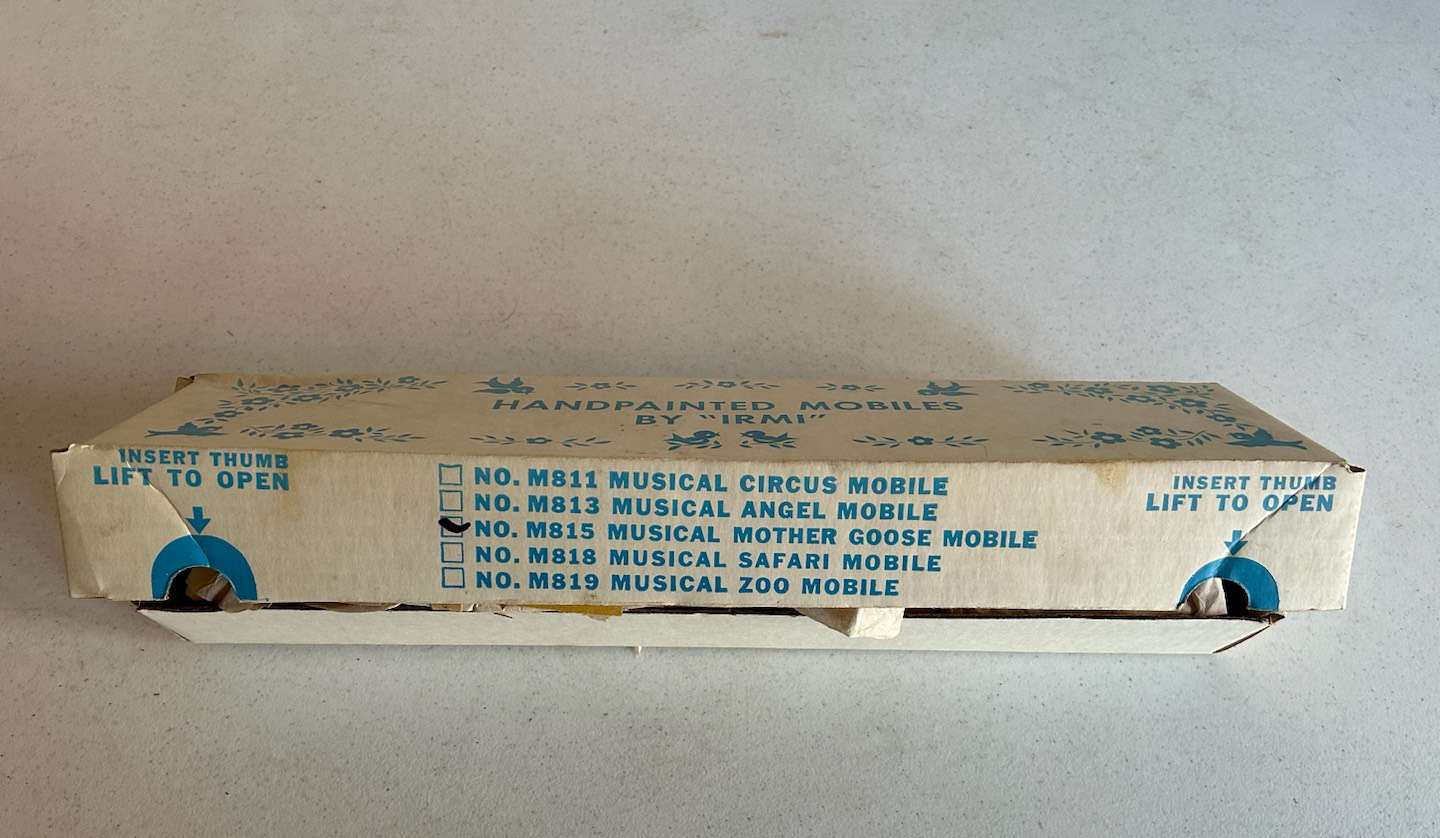 HANDPAINTED MOBILES
BY "IRMI"
INSERT THUMB
LIFT TO OPEN
NO. M811 MUSICAL CIRCUS MOBILE
NO. M813 MUSICAL ANGEL MOBILE
NO. M815 MUSICAL MOTHER GOOSE MOBILE
NO. M818 MUSICAL SAFARI MOBILE
NO. M819 MUSICAL ZOO MOBILE
INSERT THUMB
LIFT TO OPEN